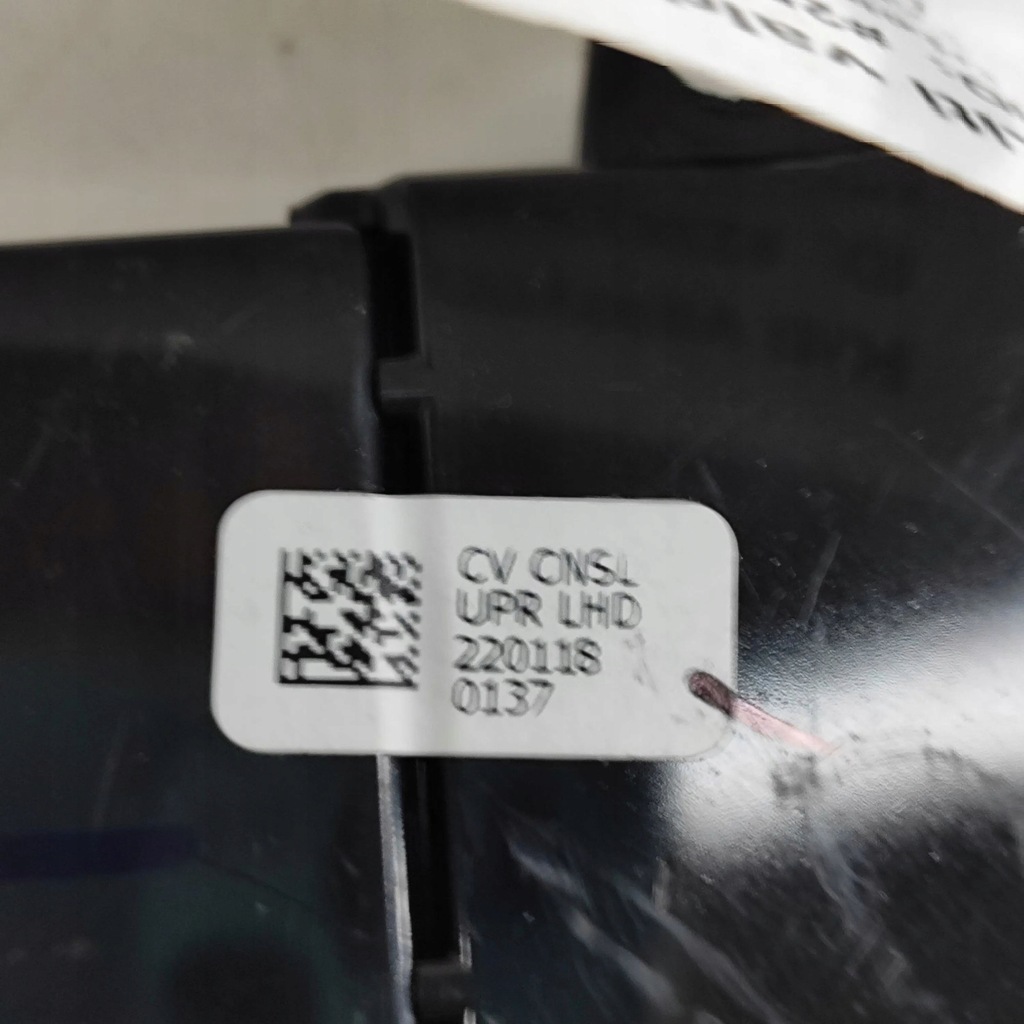 CV CNSL
UPR LHD
220118
0137